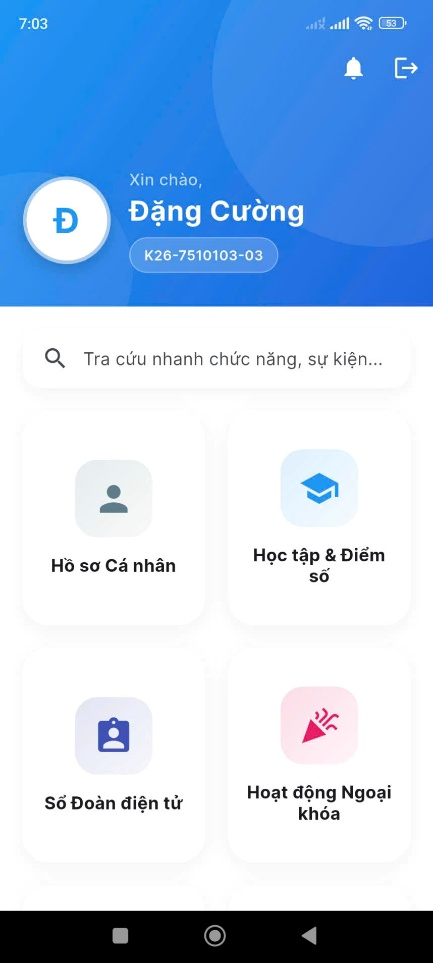 7:03
53
Xin chào,
Đ
Đặng Cường
K26-7510103-03
Tra cứu nhanh chức năng, sự kiện...
Hồ sơ Cá nhân
Học tập & Điểm
số
Sổ Đoàn điện tử
Hoạt động Ngoại
khóa